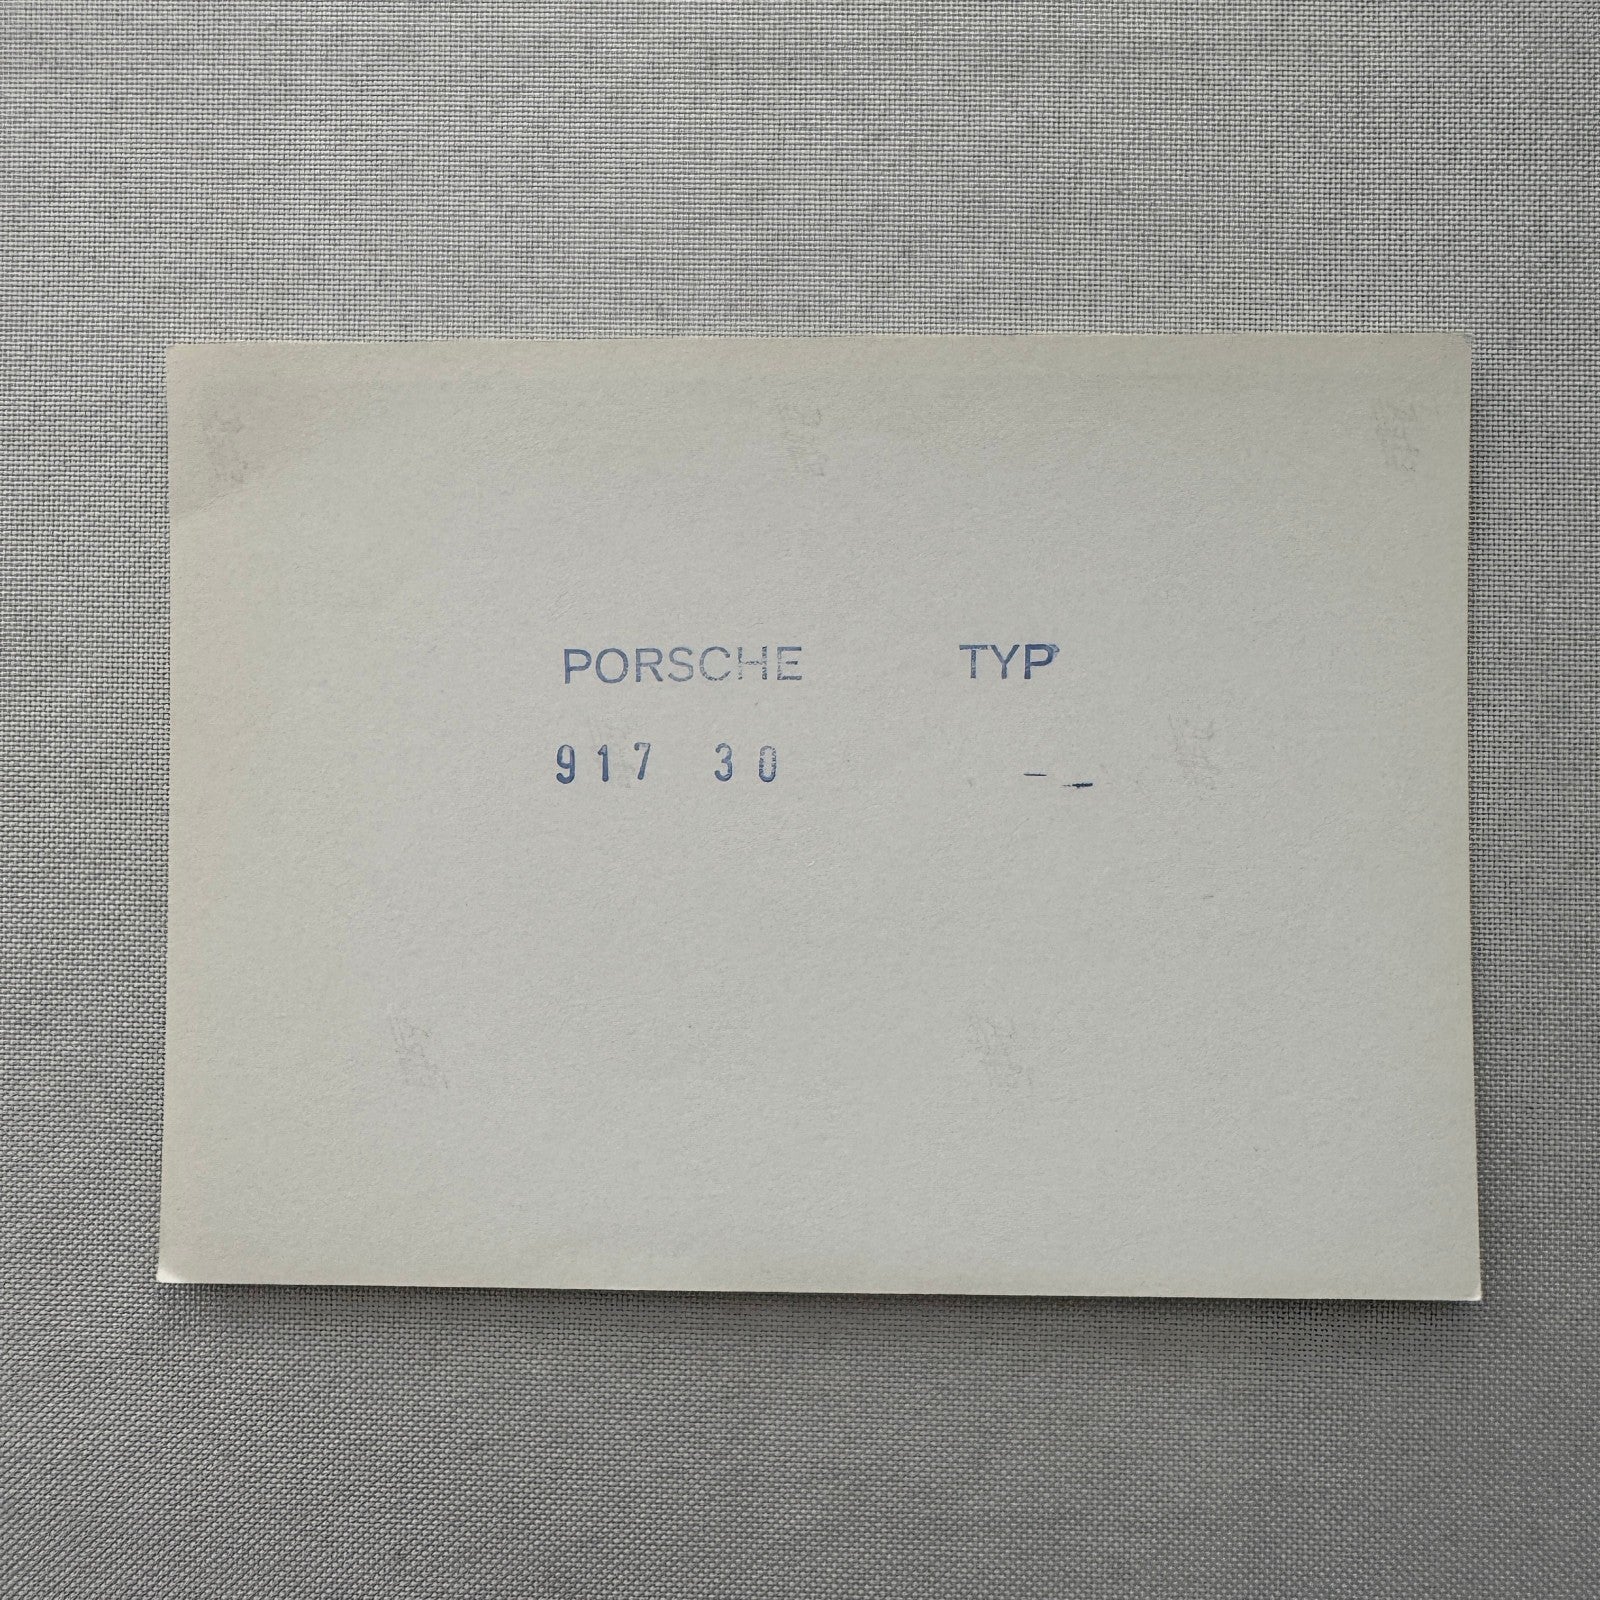 PORSCHE TYP
917 30 - -